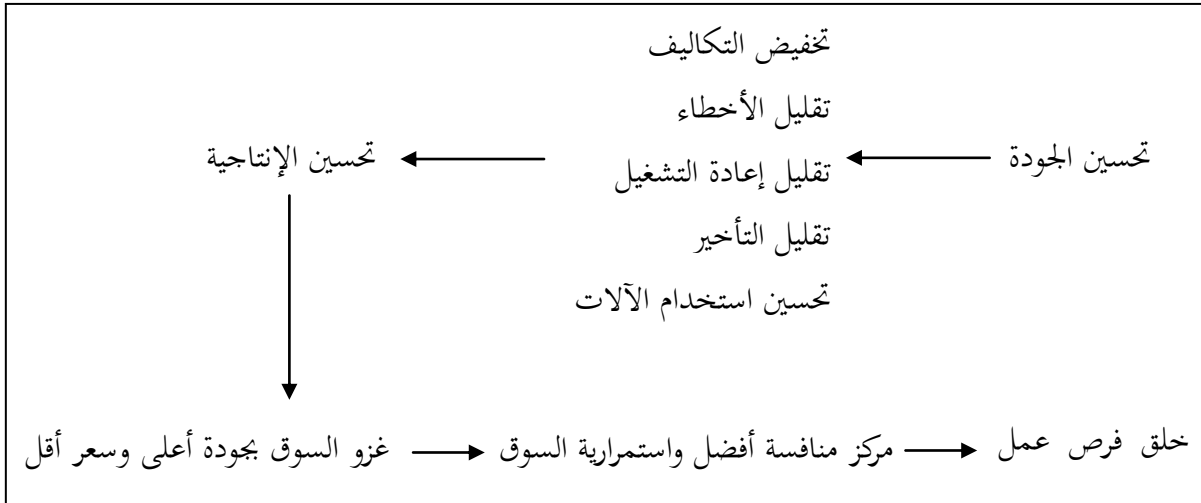 تخفيض التكاليف
تقليل الأخطاء
تحسين الجودة
تقليل إعادة التشغيل
تحسين الإنتاجية
تقليل التأخير
تحسين استخدام الآلات
غزو السوق بجودة أعلى وسعر أقل
مركز منافسة أفضل واستمرارية السوق
خلق فرص عمل